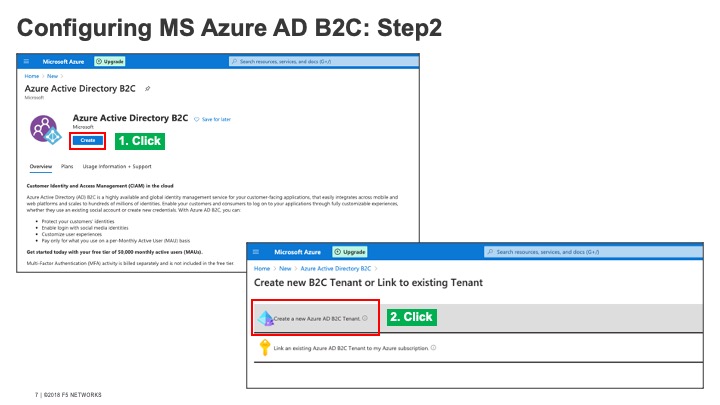 Configuring MS Azure AD B2C: Step2
Microsoft Azure
Upgrade
Search resources, services, and docs (G+/)
Home > New >
Azure Active Directory B2C
Microsoft
Azure Active Directory B2C
Save for later
Microsoft
Create
1. Click
Overview Plans Usage Information + Support
Customer Identity and Access Management (CIAM) in the cloud
Azure Active Directory (AD) B2C is a highly available and global identity management service for your customer-facing applications, that easily integrates across mobile and
web platforms and scales to hundreds of millions of identities. Enable your customers and consumers to log on to your applications through fully customizable experiences,
whether they use an existing social account or create new credentials. With Azure AD B2C, you can:
• Protect your customers' identities
• Enable login with social media identities
• Customize user experiences
• Pay only for what you use on a per-Monthly Active User (MAU) basis
Get started today with your free tier of 50,000 monthly active users (MAUs).
Multi-Factor Authentication (MFA) activity is billed separately and is not included in the free tier.
Microsoft Azure
Upgrade
Search resources, services, and docs (G+/)
Home > New > Azure Active Directory B2C >
Create new B2C Tenant or Link to existing Tenant
Create a new Azure AD B2C Tenant.
2. Click
Link an existing Azure AD B2C Tenant to my Azure subscription.
7 | ©2018 F5 NETWORKS